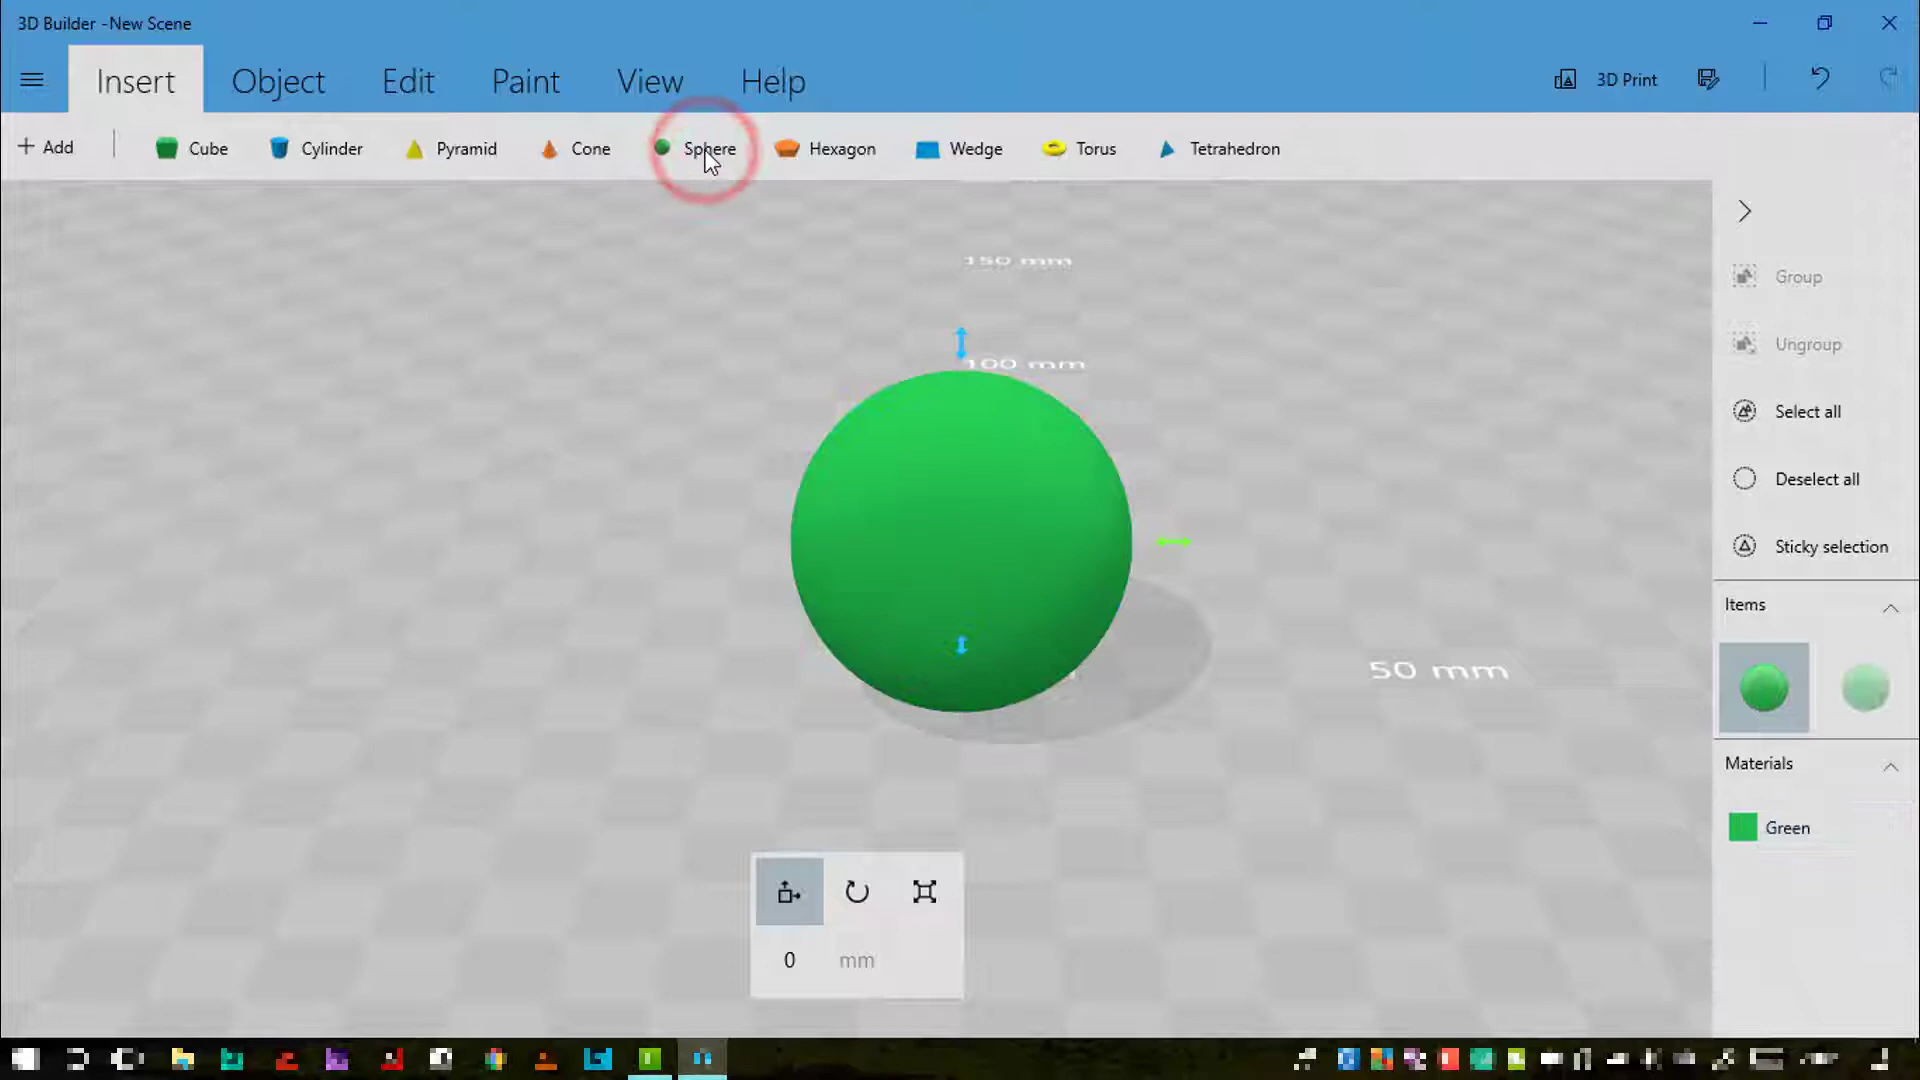 3D Builder -New Scene
Insert Object Edit Paint View Help 3D Print
+ Add Cube Cylinder Pyramid Cone Sphere Hexagon Wedge Torus Tetrahedron
150 mm
100 mm
50 mm
0 mm
Group
Ungroup
Select all
Deselect all
Sticky selection
Items
Materials
Green